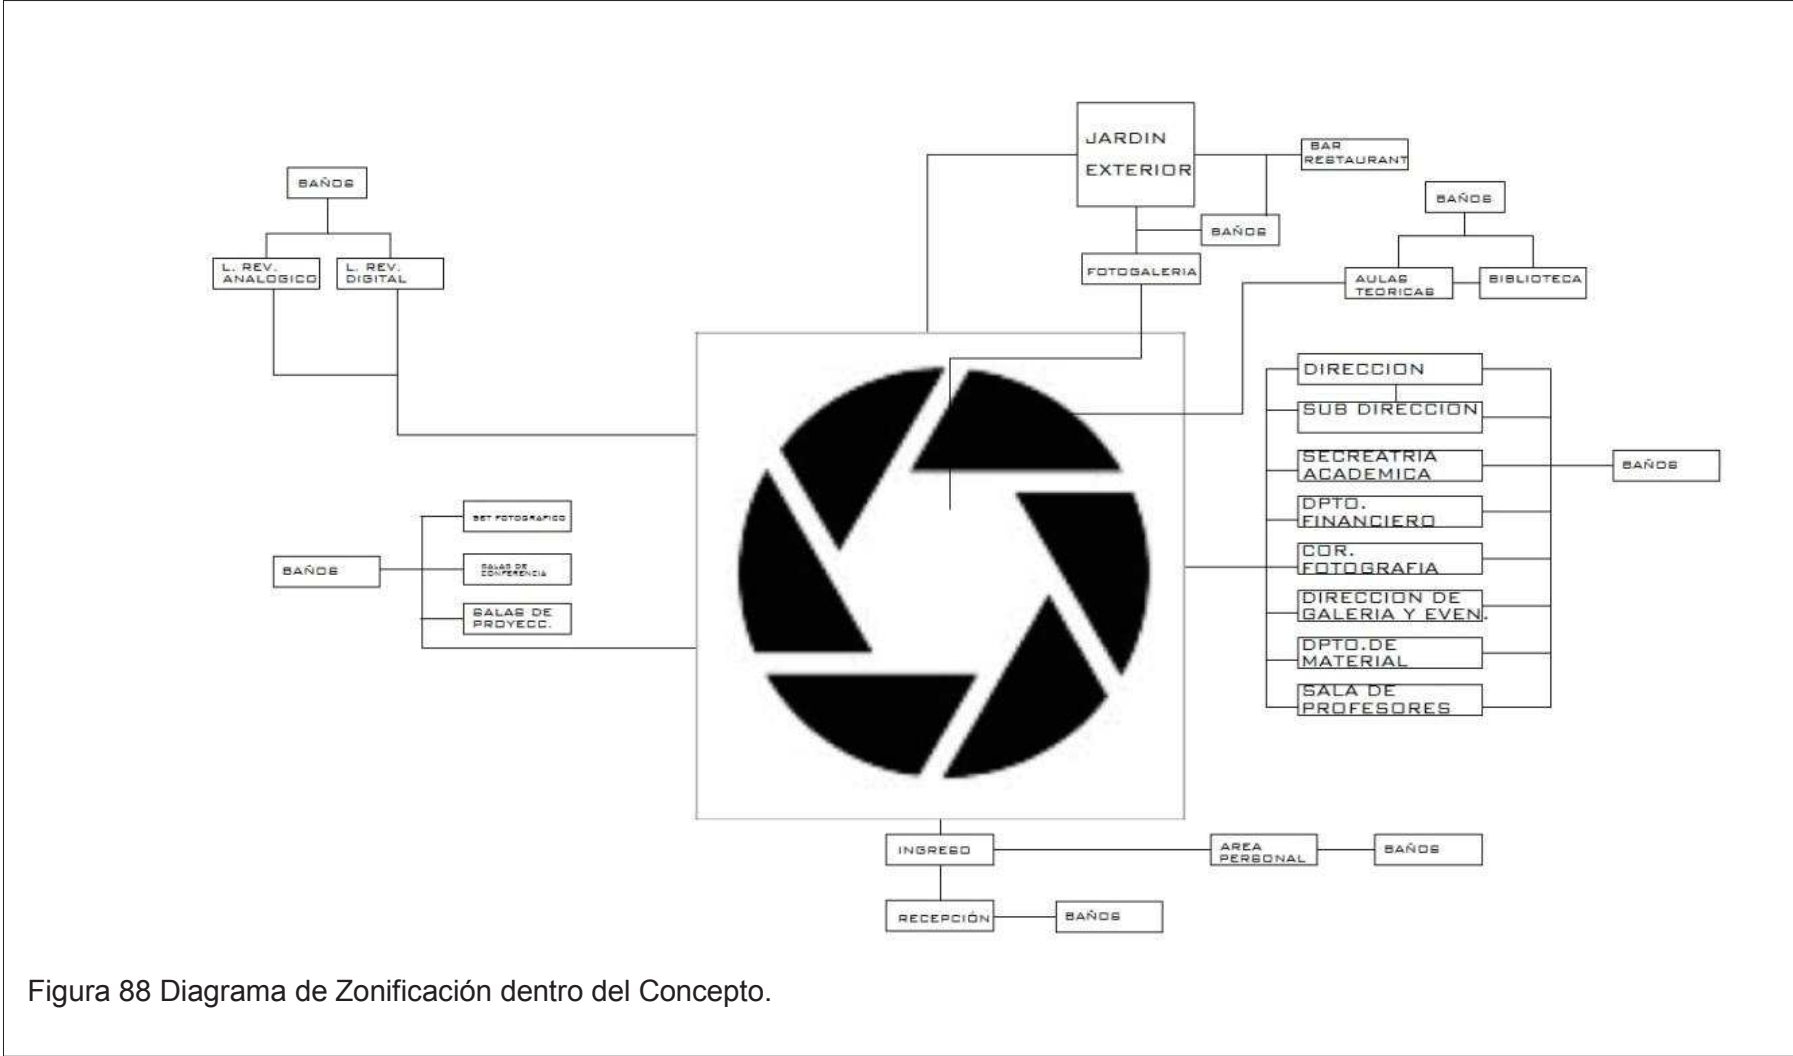 JARDIN
EXTERIOR
BAR
RESTAURANT
BAÑOS
FOTOGALERIA
BAÑOS
L. REV.
ANALOGICO
L. REV.
DIGITAL
BAÑOS
AULAS
TEORICAS
BIBLIOTECA
DIRECCION
SUB DIRECCION
SECREATRIA
ACADEMICA
DPTO.
FINANCIERO
COR.
FOTOGRAFIA
DIRECCION DE
GALERIA Y EVEN.
DPTO.DE
MATERIAL
SALA DE
PROFESORES
BAÑOS
SET FOTOGRAFICO
SALAS DE
CONFERENCIA
SALAS DE
PROYECC.
BAÑOS
INGRESO
AREA
PERSONAL
BAÑOS
RECEPCIÓN
BAÑOS
Figura 88 Diagrama de Zonificación dentro del Concepto.